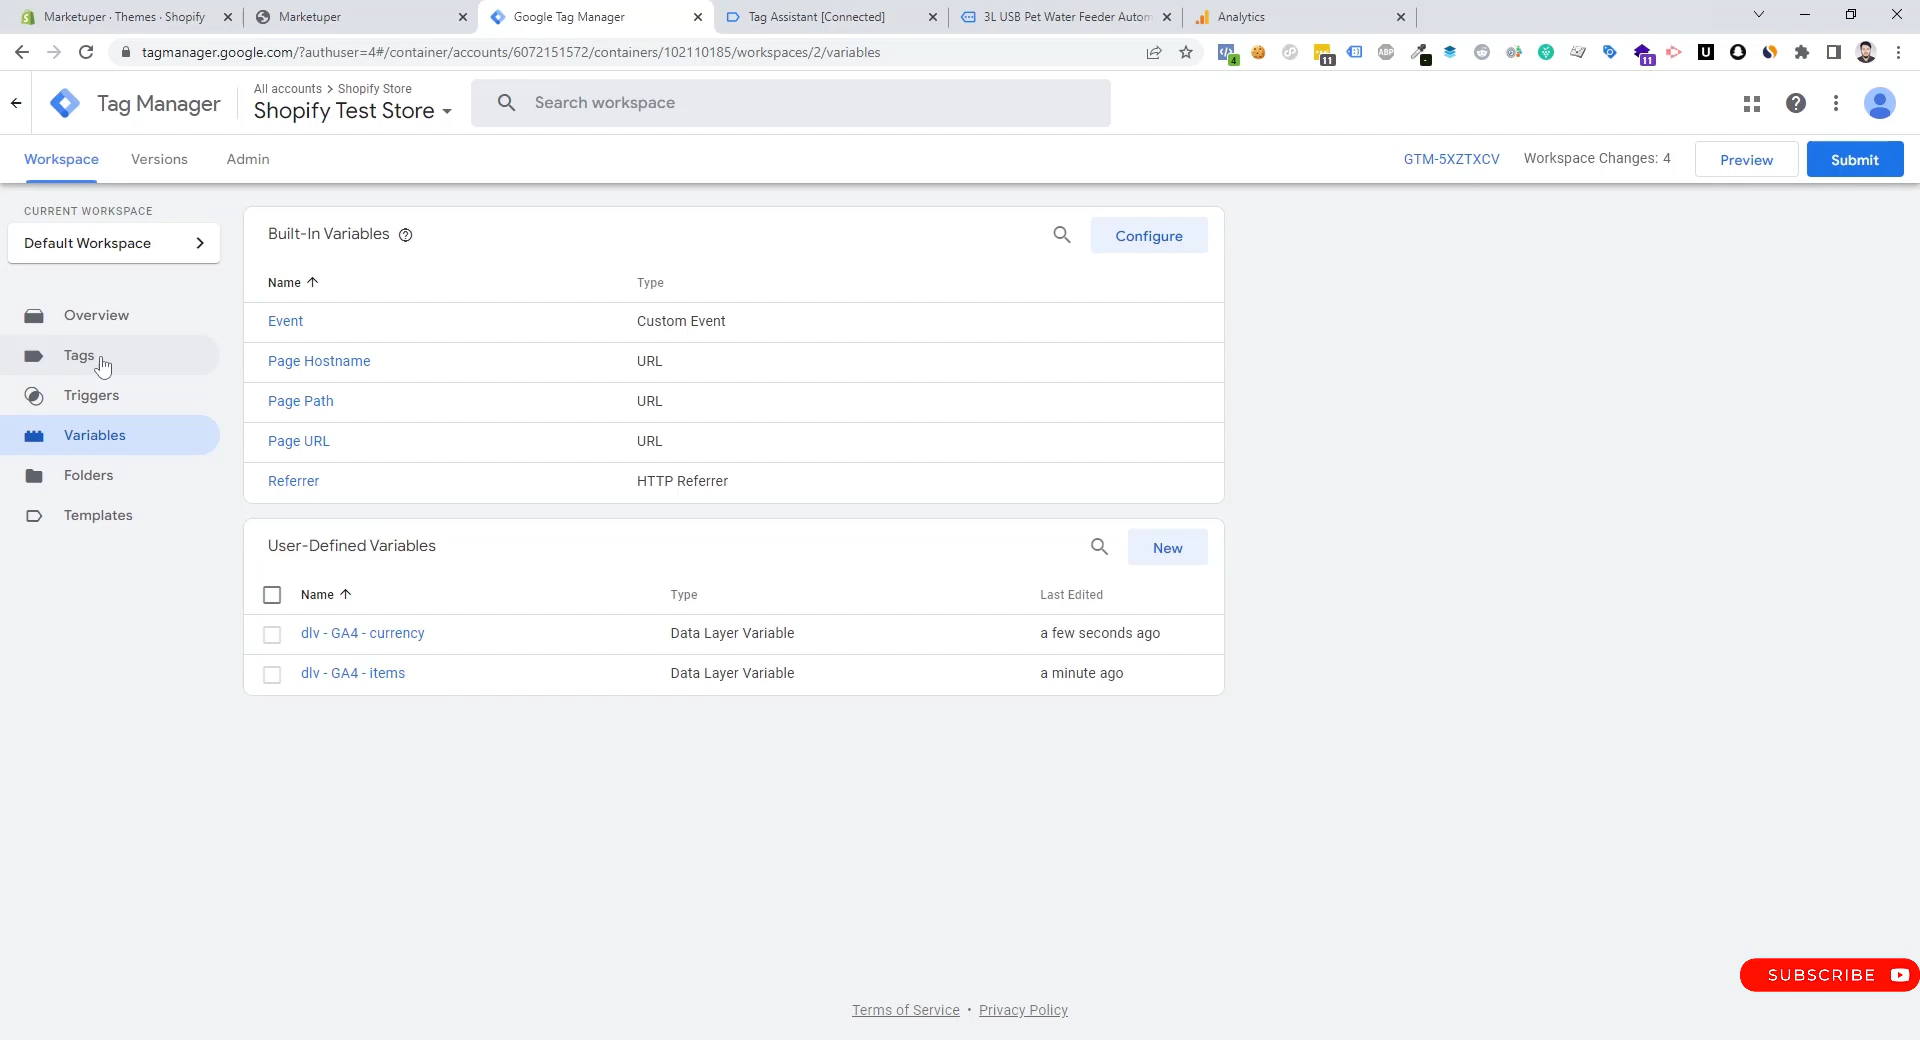 Marketuper · Themes · Shopify
Marketuper
Google Tag Manager
Tag Assistant [Connected]
3L USB Pet Water Feeder Autom
Analytics
tagmanager.google.com/?authuser=4#/container/accounts/6072151572/containers/102110185/workspaces/2/variables
4
11
ABP
11
U
Tag Manager
All accounts > Shopify Store
Shopify Test Store
Search workspace
Workspace
Versions
Admin
GTM-5XZTXCV
Workspace Changes: 4
Preview
Submit
CURRENT WORKSPACE
Default Workspace
Overview
Tags
Triggers
Variables
Folders
Templates
Built-In Variables
Configure
Name
Type
Event
Custom Event
Page Hostname
URL
Page Path
URL
Page URL
URL
Referrer
HTTP Referrer
User-Defined Variables
New
Name
Type
Last Edited
dlv - GA4 - currency
Data Layer Variable
a few seconds ago
dlv - GA4 - items
Data Layer Variable
a minute ago
SUBSCRIBE
Terms of Service • Privacy Policy